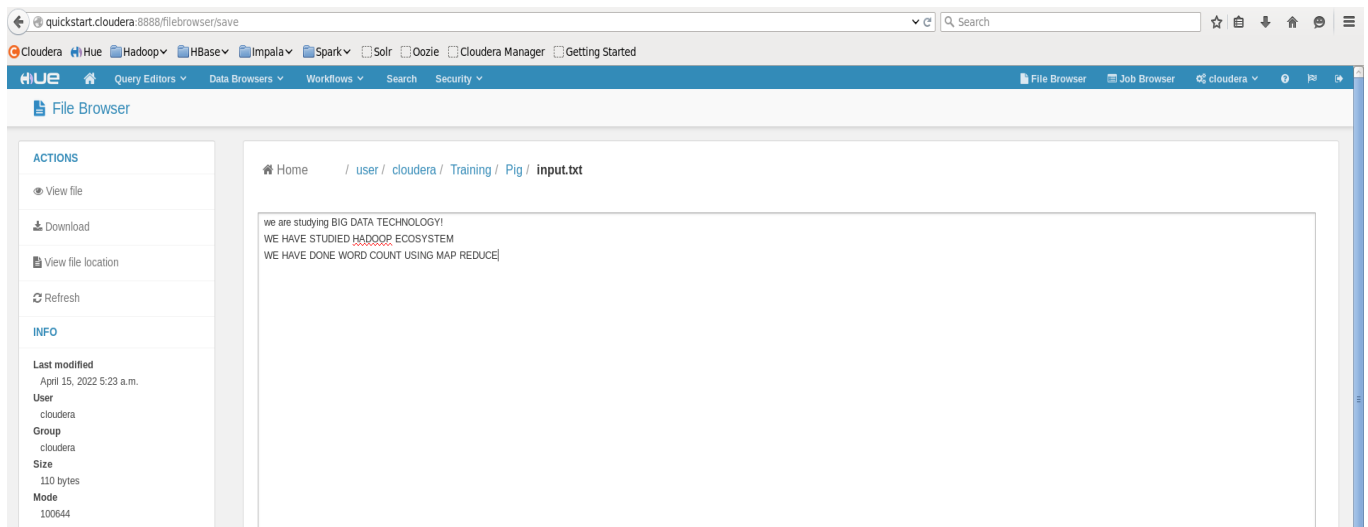 quickstart.cloudera:8888/filebrowser/save
Search
Cloudera Hue Hadoop HBase Impala Spark Solr Oozie Cloudera Manager Getting Started
HUE Query Editors Data Browsers Workflows Search Security File Browser Job Browser cloudera
File Browser
ACTIONS
View file
Download
View file location
Refresh
INFO
Last modified
April 15, 2022 5:23 a.m.
User
cloudera
Group
cloudera
Size
110 bytes
Mode
100644
Home / user / cloudera / Training / Pig / input.txt
we are studying BIG DATA TECHNOLOGY!
WE HAVE STUDIED HADOOP ECOSYSTEM
WE HAVE DONE WORD COUNT USING MAP REDUCE